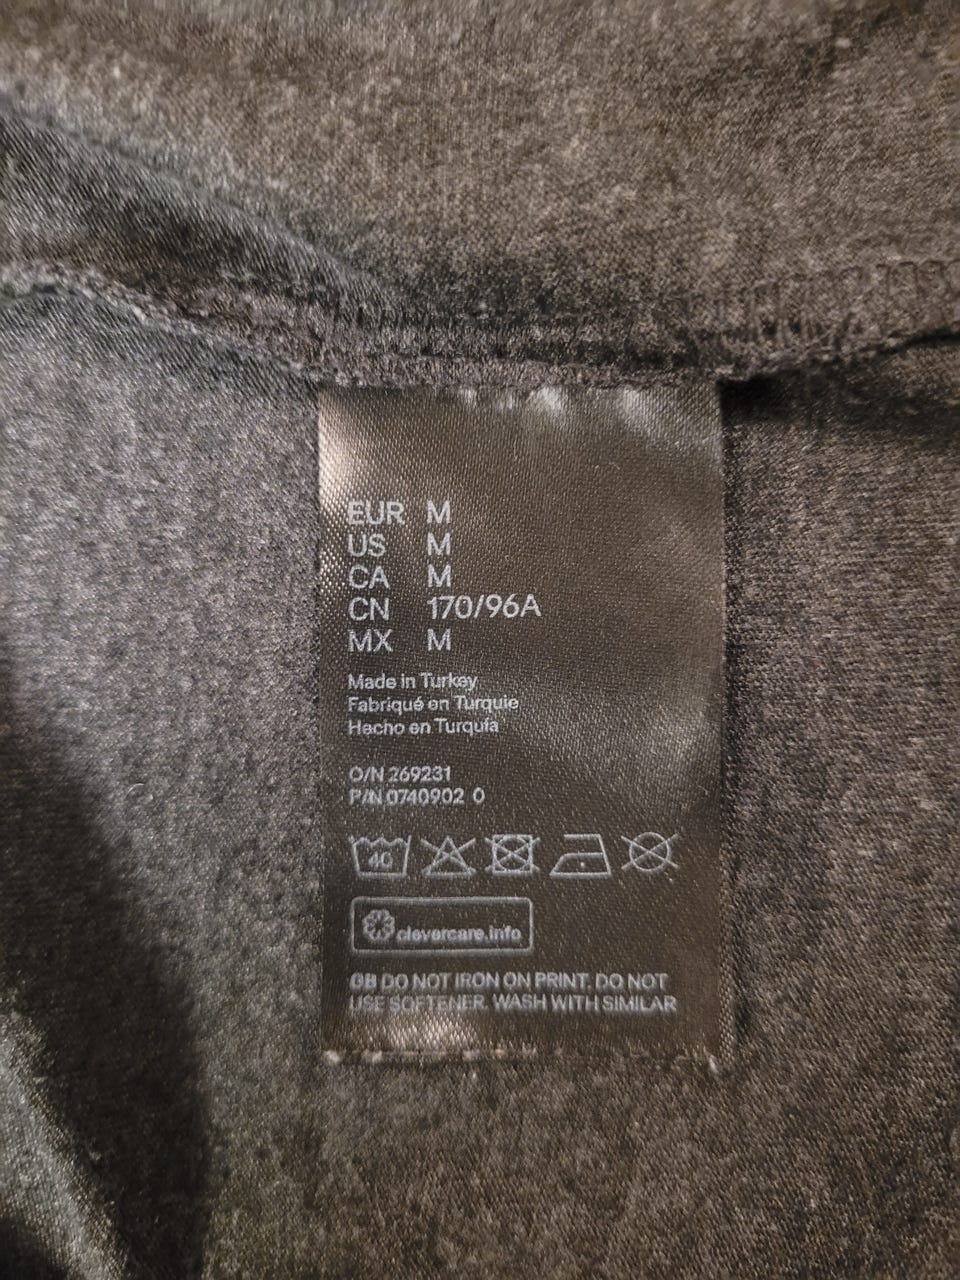 EUR M
US M
CA M
CN 170/96A
MX M
Made in Turkey
Fabriqué en Turquie
Hecho en Turquía
O/N 269231
P/N 0740902 0
40
clevercare.info
GB DO NOT IRON ON PRINT. DO NOT
USE SOFTENER. WASH WITH SIMILAR